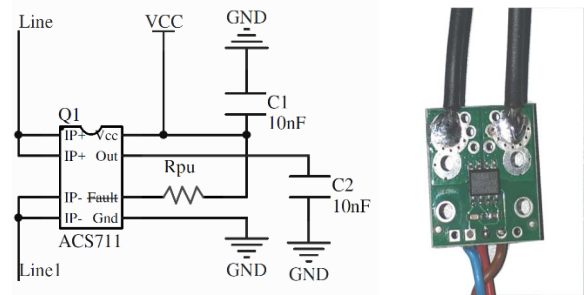 Line
VCC
GND
C1
10nF
Q1
IP+ Vcc
IP+ Out
Rpu
C2
10nF
IP- Fault
IP- Gnd
ACS711
Line1
GND
GND